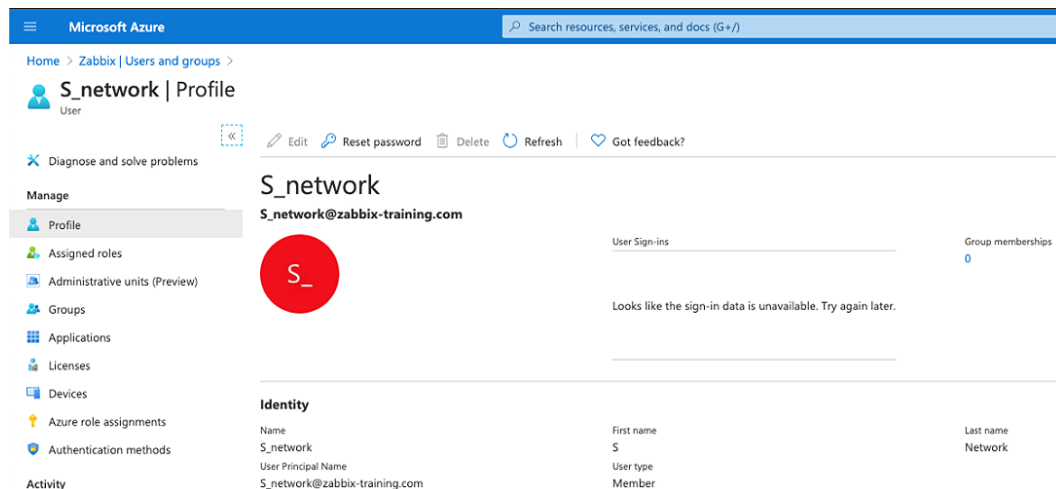 Microsoft Azure
Search resources, services, and docs (G+/)
Home > Zabbix | Users and groups >
S_network | Profile
User
«
Edit Reset password Delete Refresh Got feedback?
Diagnose and solve problems
Manage
Profile
Assigned roles
Administrative units (Preview)
Groups
Applications
Licenses
Devices
Azure role assignments
Authentication methods
Activity
S_network
S_network@zabbix-training.com
S_
User Sign-ins
Looks like the sign-in data is unavailable. Try again later.
Group memberships
0
Identity
Name
S_network
First name
S
Last name
Network
User Principal Name
S_network@zabbix-training.com
User type
Member